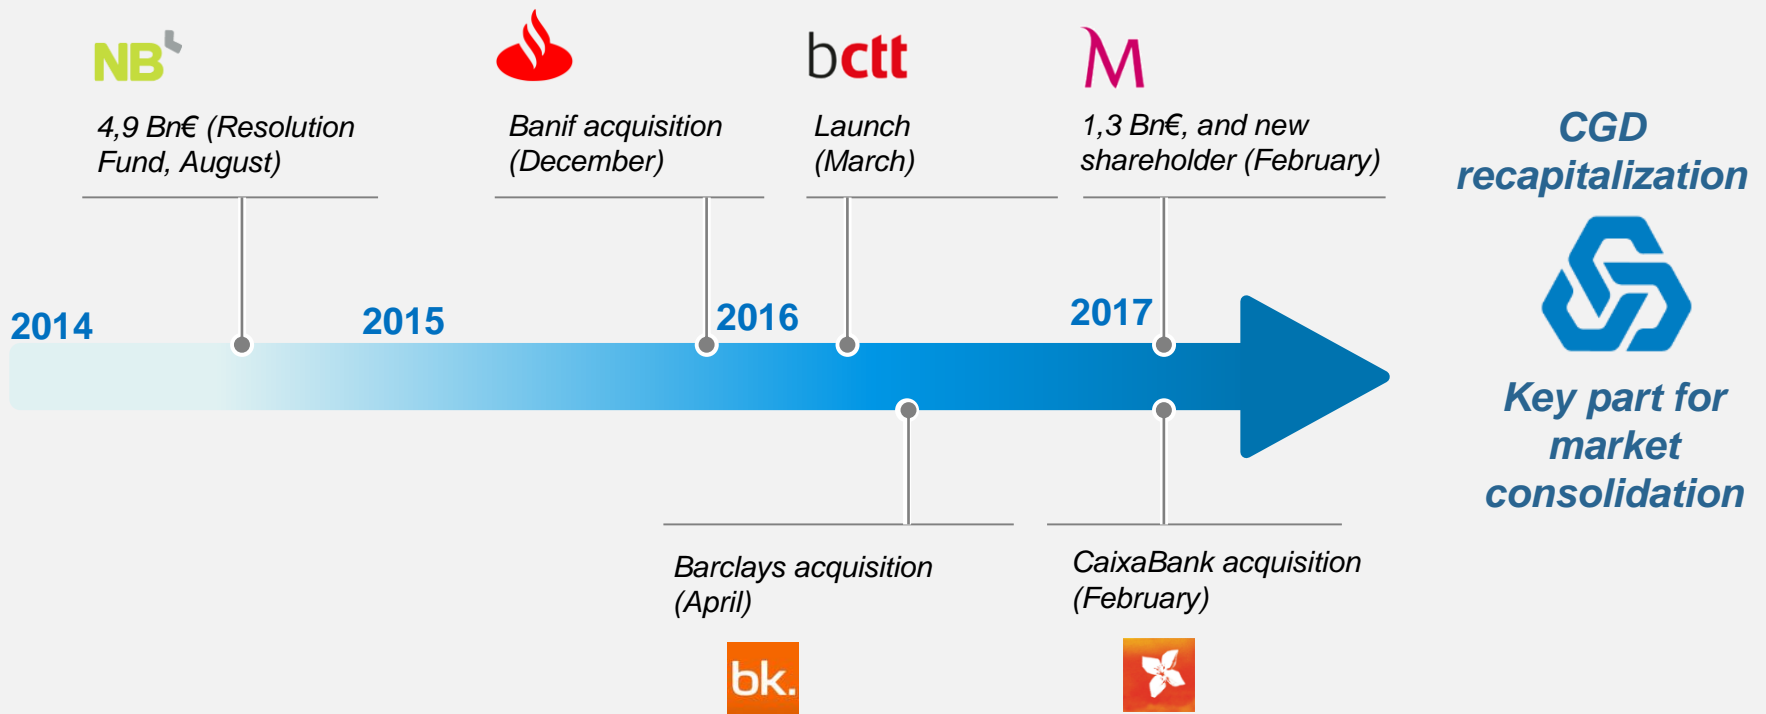 NB
4,9 Bn€ (Resolution
Fund, August)
Banif acquisition
(December)
bctt
Launch
(March)
M
1,3 Bn€, and new
shareholder (February)
CGD
recapitalization
2014
2015
2016
2017
Key part for
market
consolidation
Barclays acquisition
(April)
bk.
CaixaBank acquisition
(February)